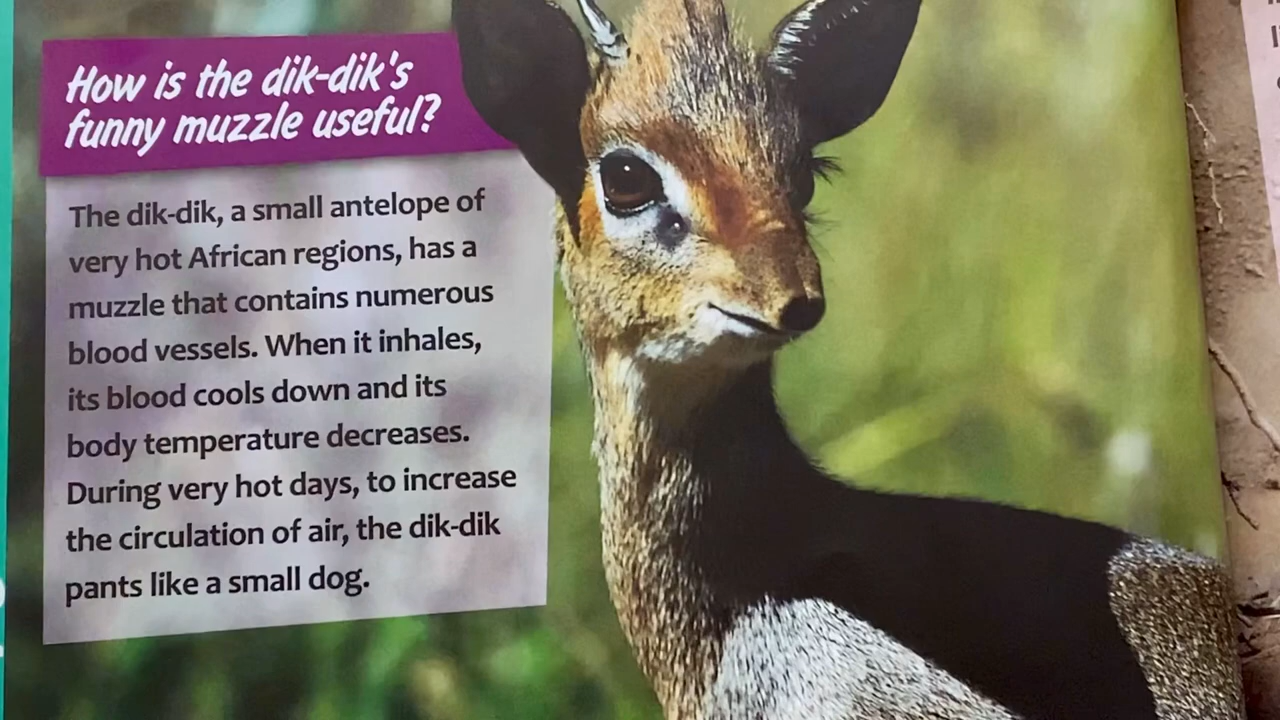 How is the dik-dik's
funny muzzle useful?
The dik-dik, a small antelope of
very hot African regions, has a
muzzle that contains numerous
blood vessels. When it inhales,
its blood cools down and its
body temperature decreases.
During very hot days, to increase
the circulation of air, the dik-dik
pants like a small dog.